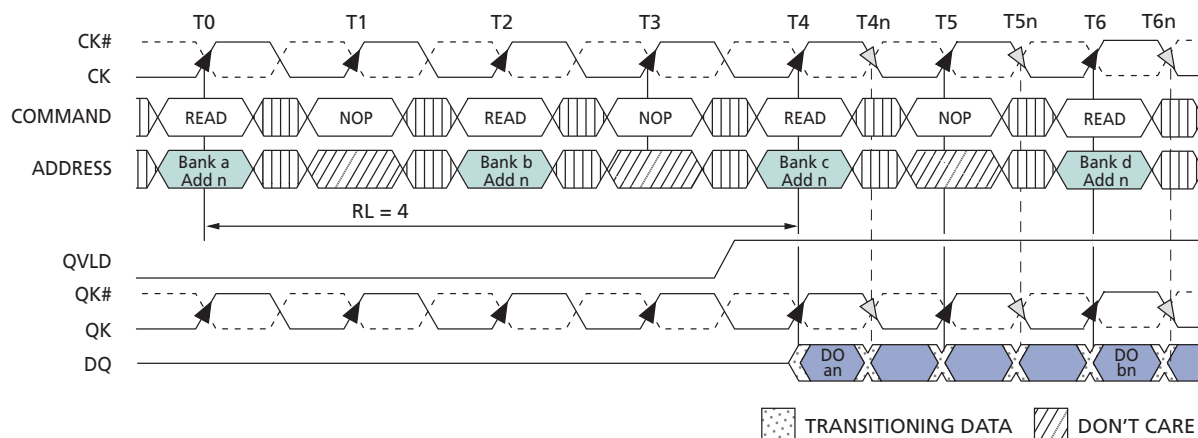 T0 T1 T2 T3 T4 T4n T5 T5n T6 T6n
CK#
CK
COMMAND READ NOP READ NOP READ NOP READ
ADDRESS Bank a Add n Bank b Add n Bank c Add n Bank d Add n
RL = 4
QVLD
QK#
QK
DQ DO an DO bn
TRANSITIONING DATA DON'T CARE